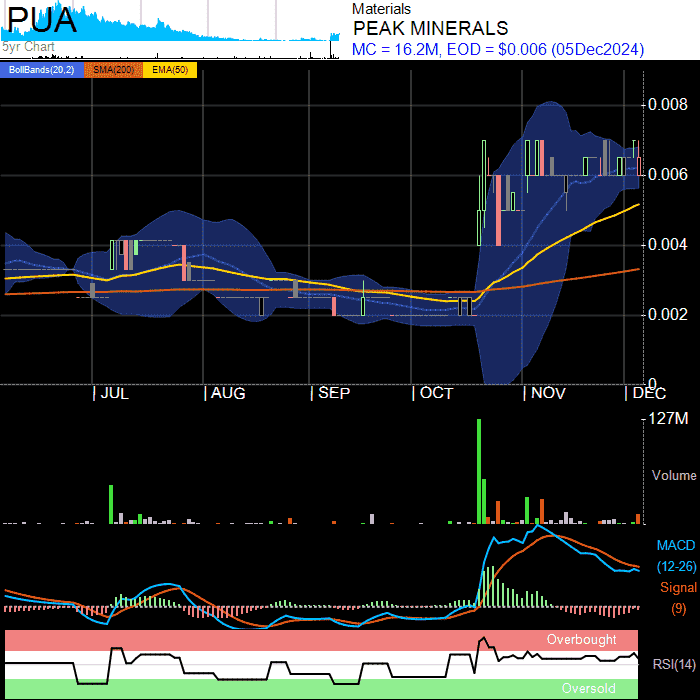 PUA
5yr Chart
Materials
PEAK MINERALS
MC = 16.2M, EOD = $0.006 (05Dec2024)
BollBands(20,2) SMA(200) EMA(50)
0.008
0.006
0.004
0.002
0
| JUL | AUG | SEP | OCT | NOV | DEC
127M
Volume
MACD
(12-26)
Signal
(9)
Overbought
RSI(14)
Oversold